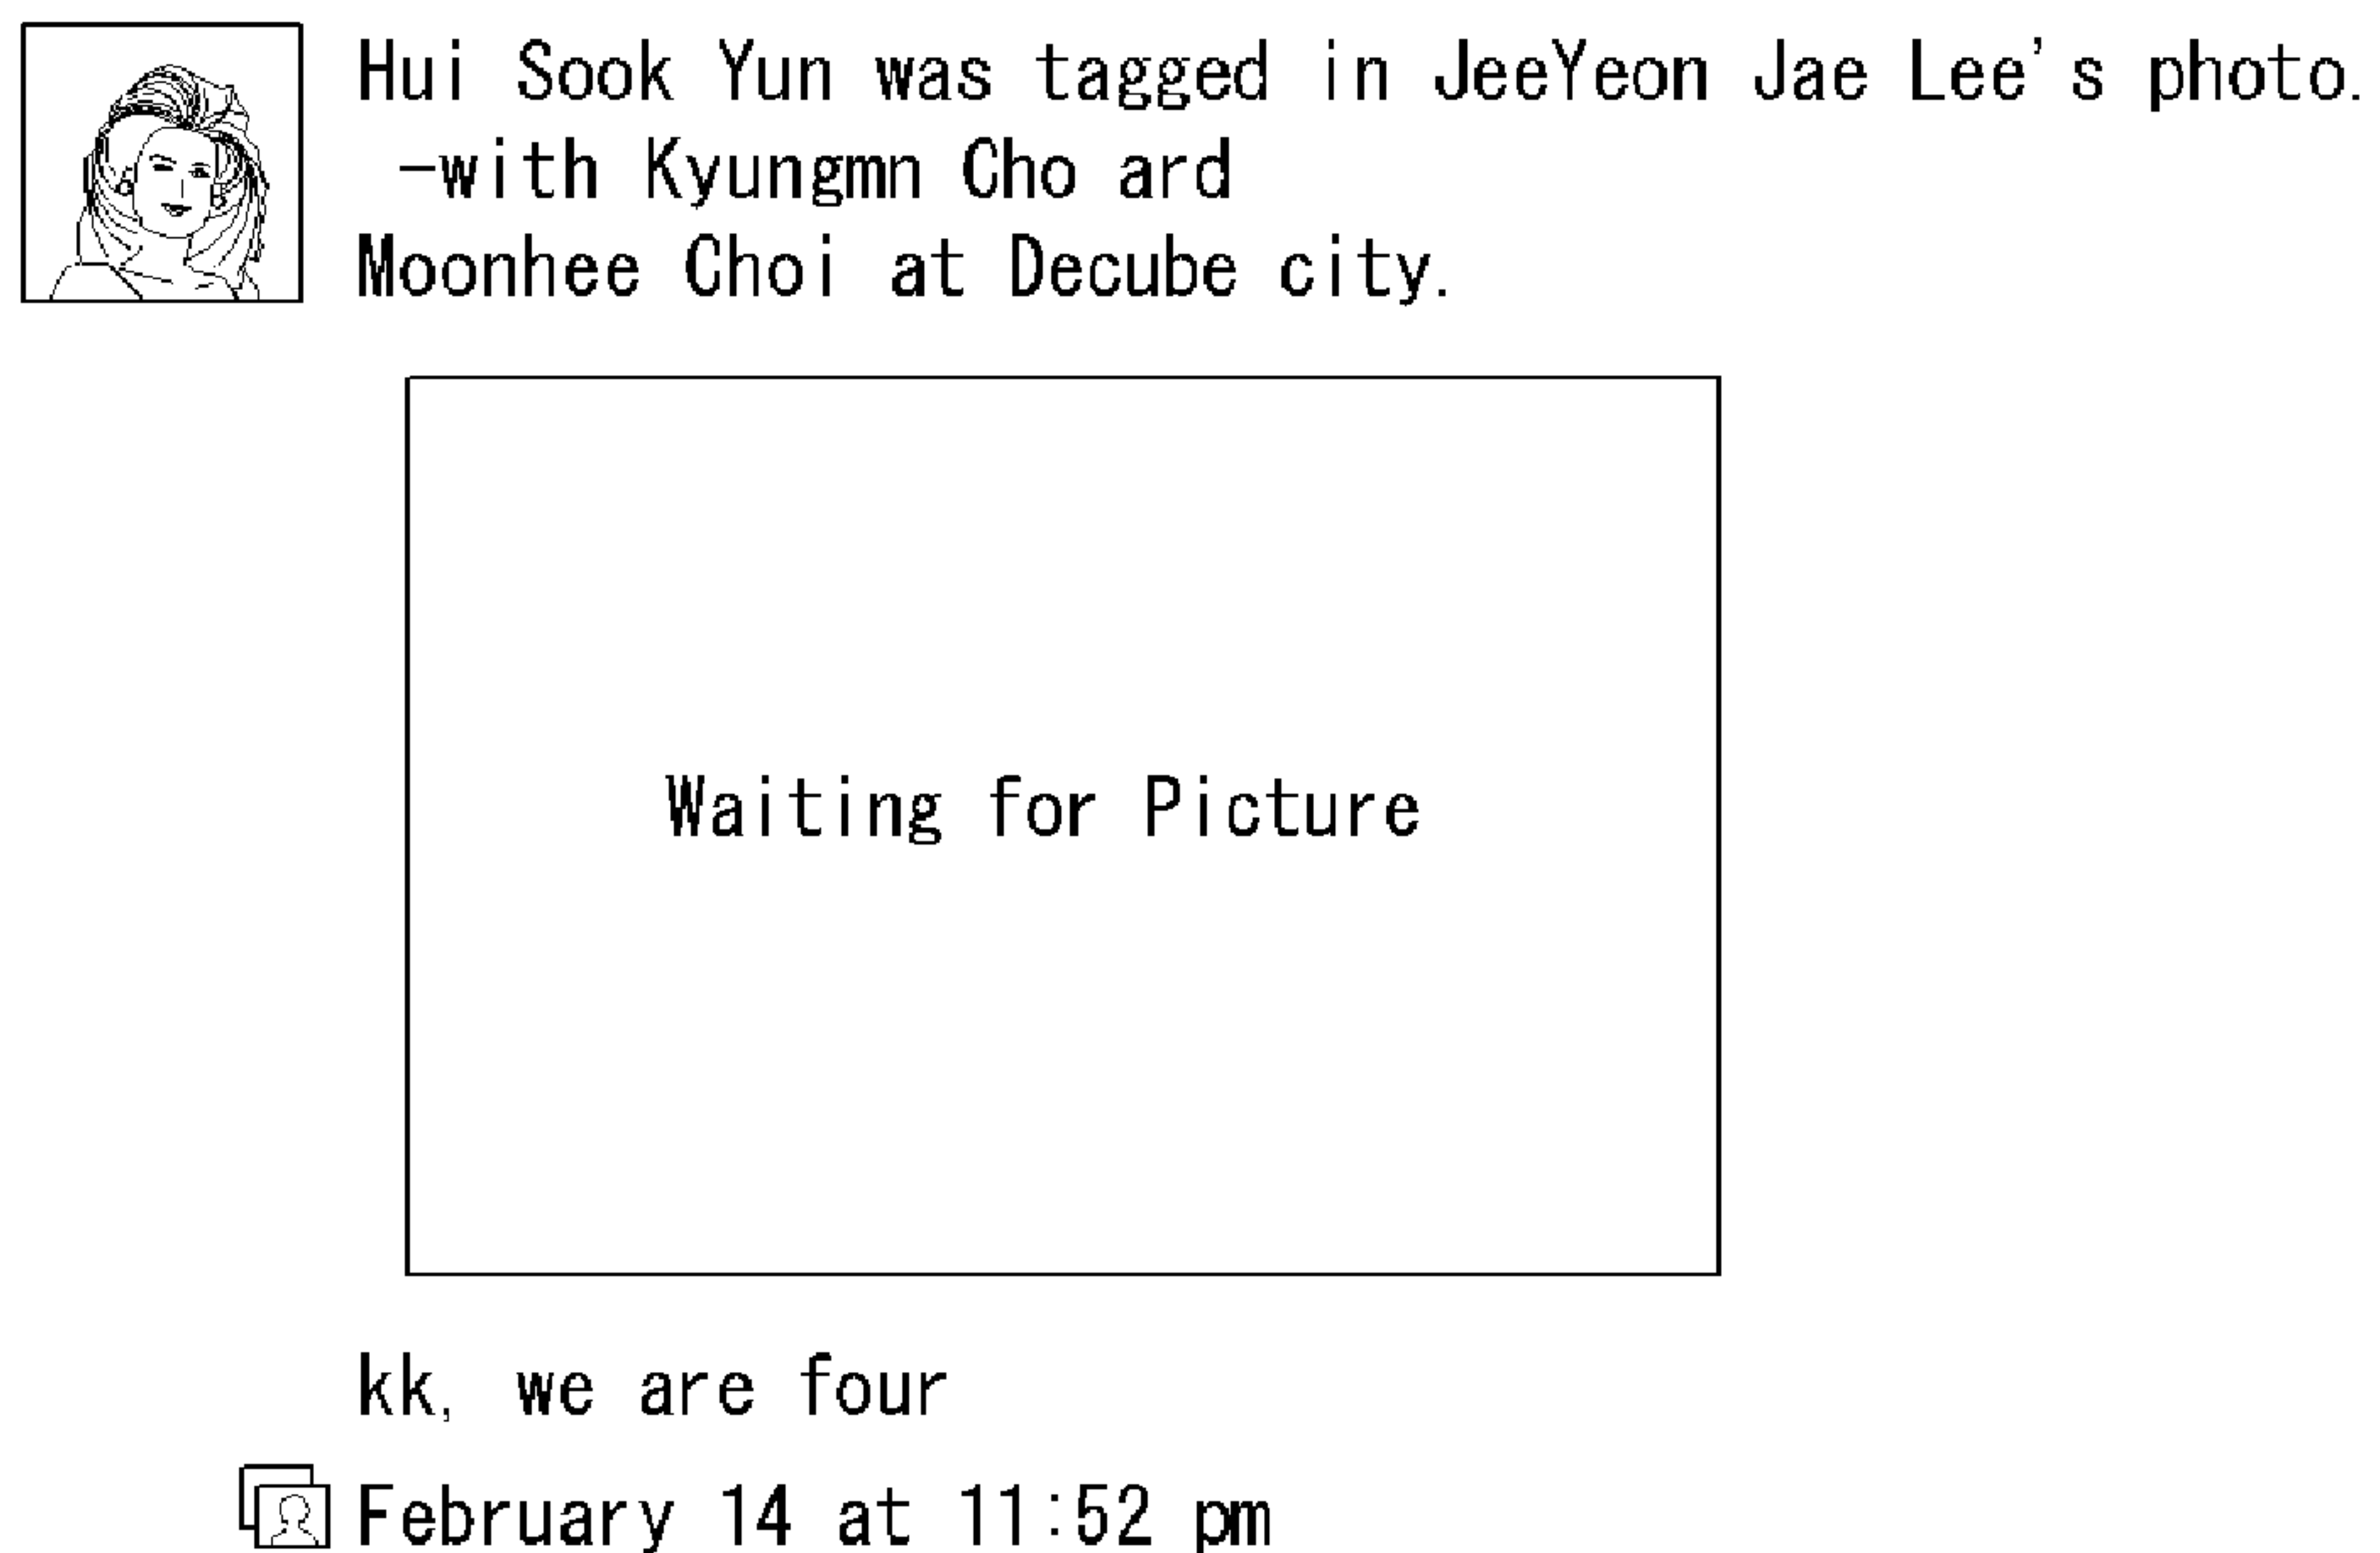 Hui Sook Yun was tagged in JeeYeon Jae Lee's photo.
—with Kyungmn Cho ard
Moonhee Choi at Decube city.
Waiting for Picture
kk, we are four
February 14 at 11:52 pm